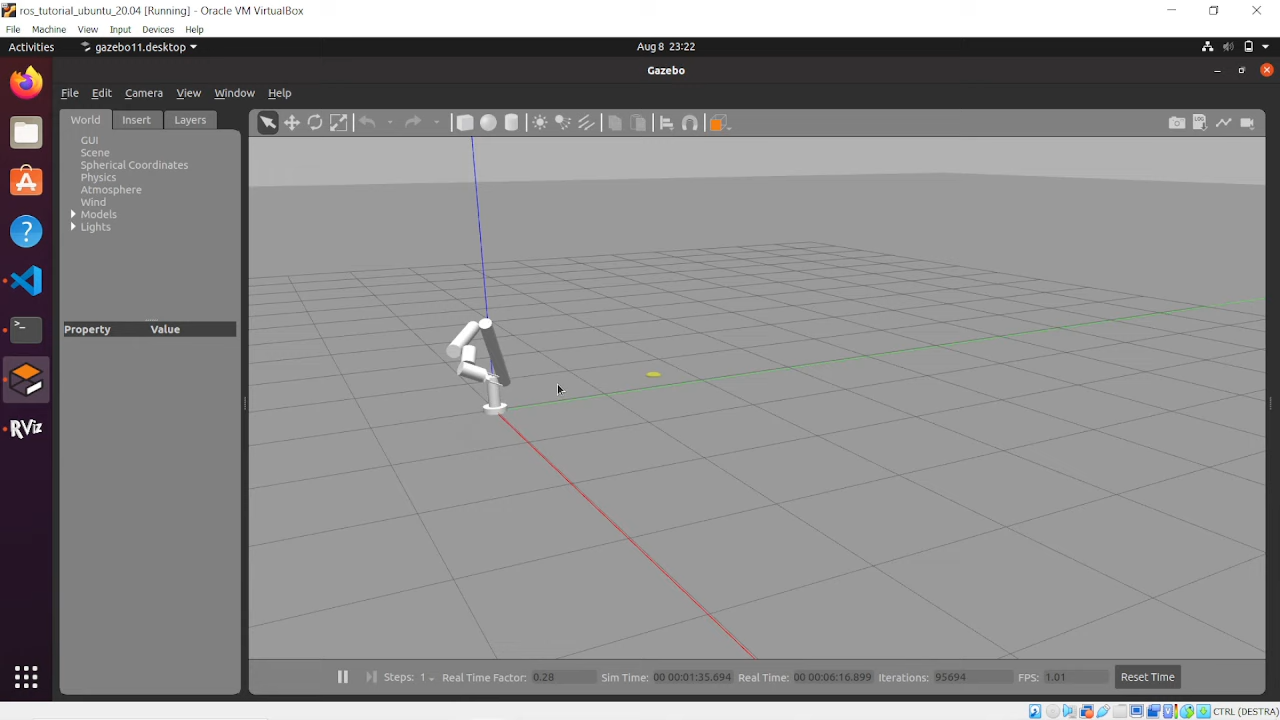 ros_tutorial_ubuntu_20.04 [Running] - Oracle VM VirtualBox
File Machine View Input Devices Help
Activities gazebo11.desktop Aug 8 23:22
Gazebo
File Edit Camera View Window Help
World Insert Layers
GUI
Scene
Spherical Coordinates
Physics
Atmosphere
Wind
Models
Lights
Property Value
RViz
Steps: 1 Real Time Factor: 0.28 Sim Time: 00 00:01:35.694 Real Time: 00 00:06:16.899 Iterations: 95694 FPS: 1.01 Reset Time
CTRL (DESTRA)